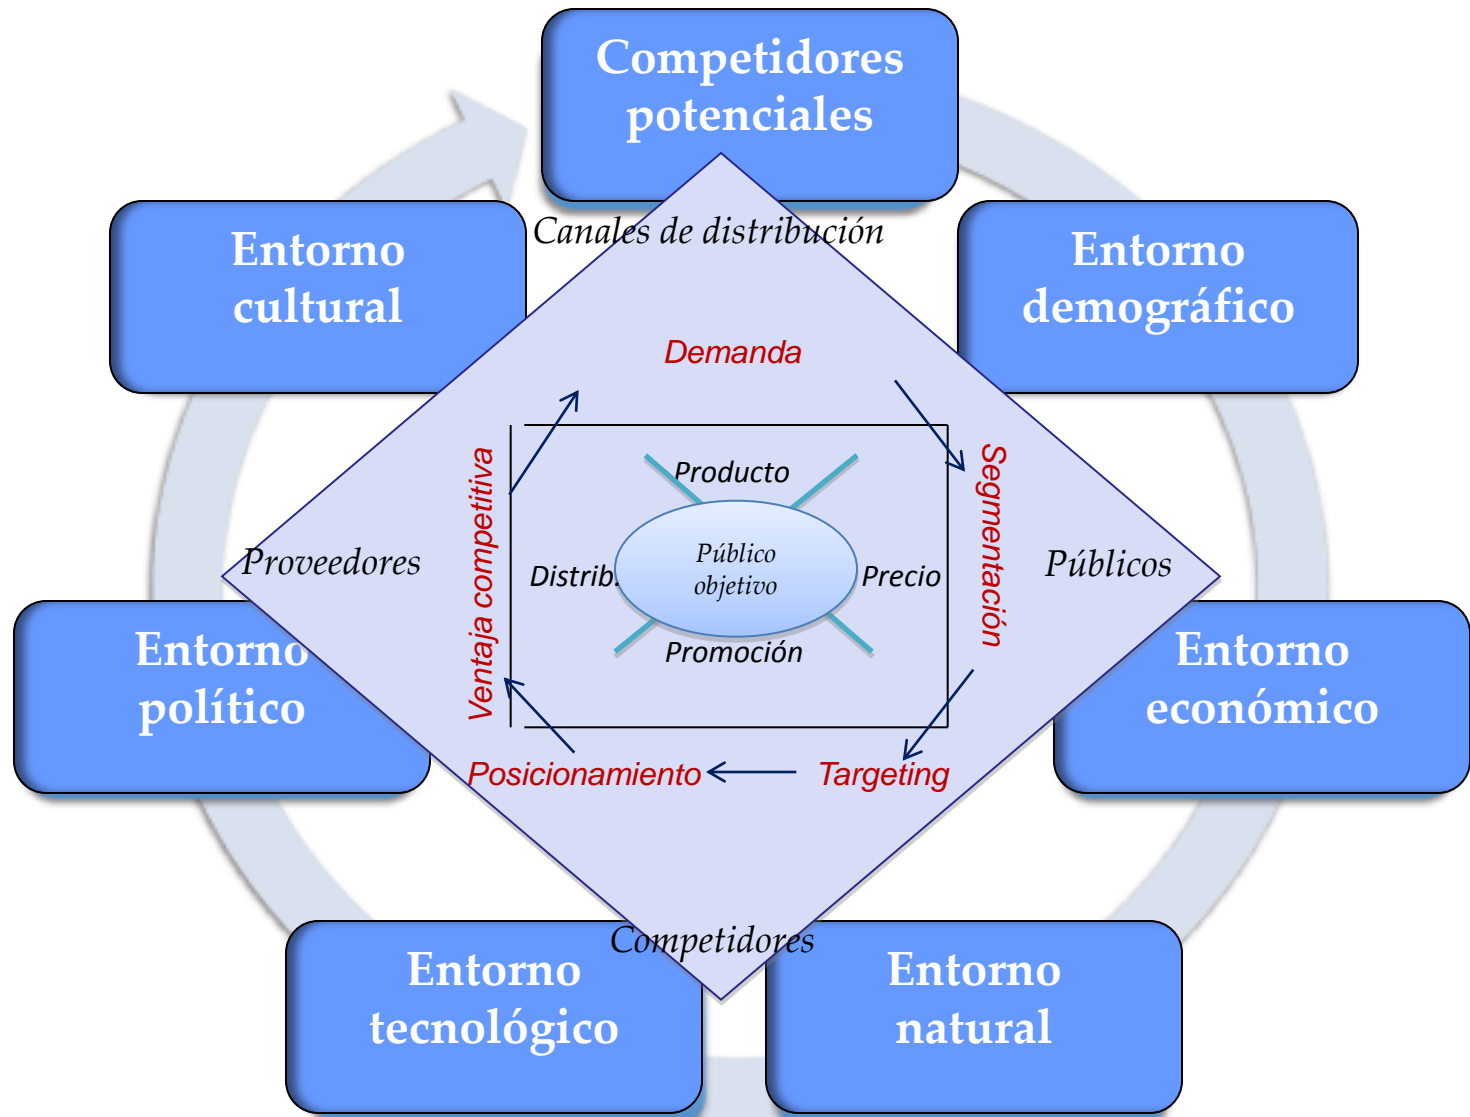 Competidores
potenciales
Entorno
cultural
Canales de distribución
Entorno
demográfico
Demanda
Ventaja competitiva
Producto
Segmentación
Proveedores
Distrib.
Público
objetivo
Precio
Públicos
Promoción
Entorno
político
Entorno
económico
Posicionamiento
Targeting
Competidores
Entorno
tecnológico
Entorno
natural